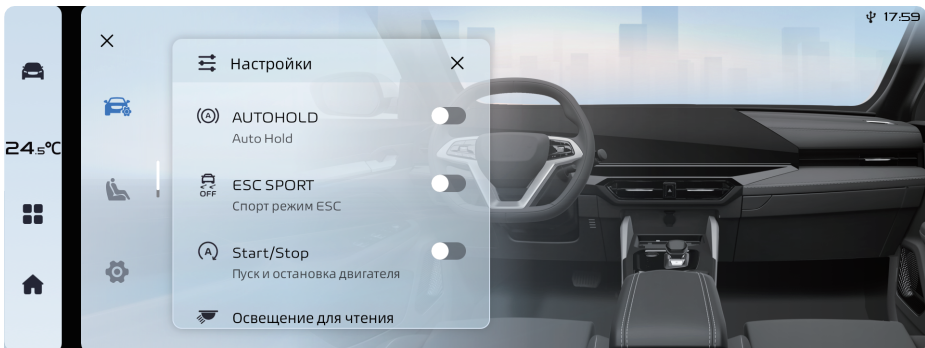 17:59
Настройки
AUTOHOLD
Auto Hold
24.5°C
OFF
ESC SPORT
Спорт режим ESC
A
Start/Stop
Пуск и остановка двигателя
Освещение для чтения